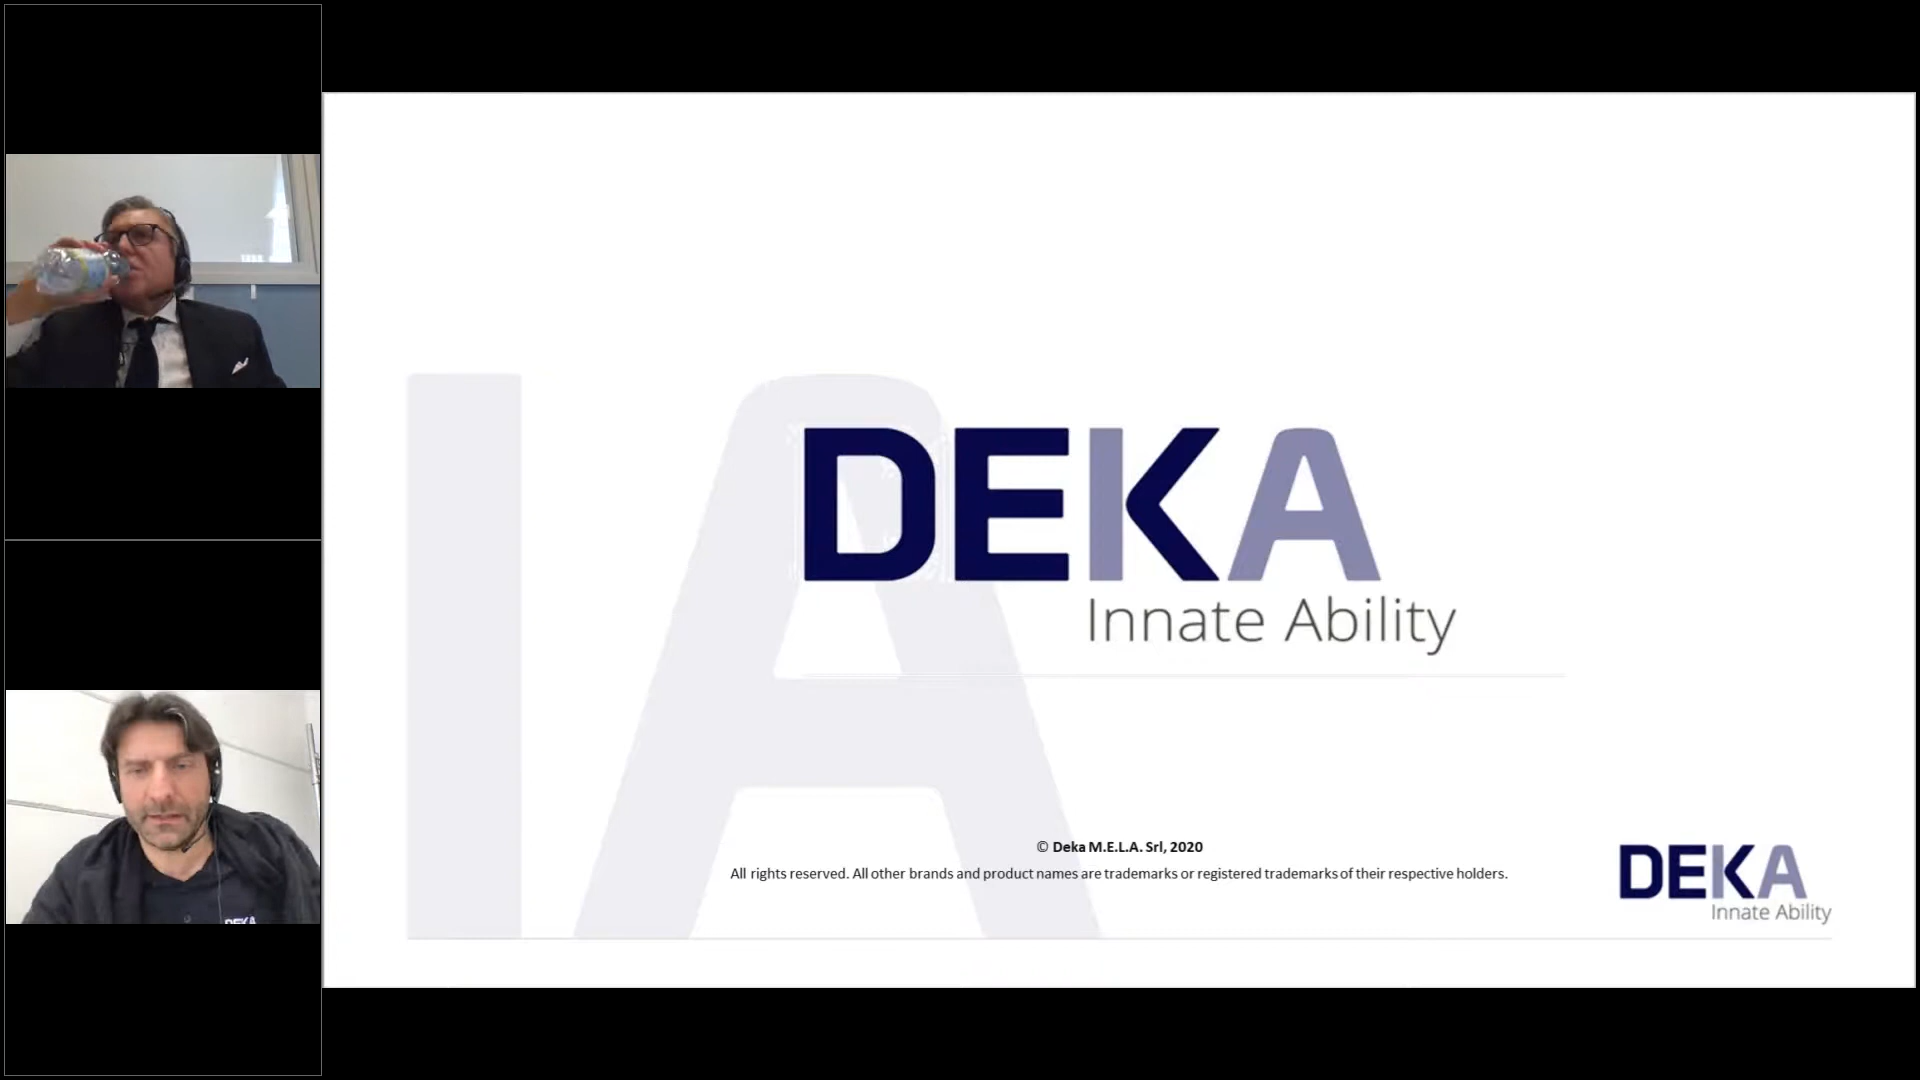 DEKA
Innate Ability
© Deka M.E.L.A. Srl, 2020
All rights reserved. All other brands and product names are trademarks or registered trademarks of their respective holders.
DEKA
Innate Ability
DEKA